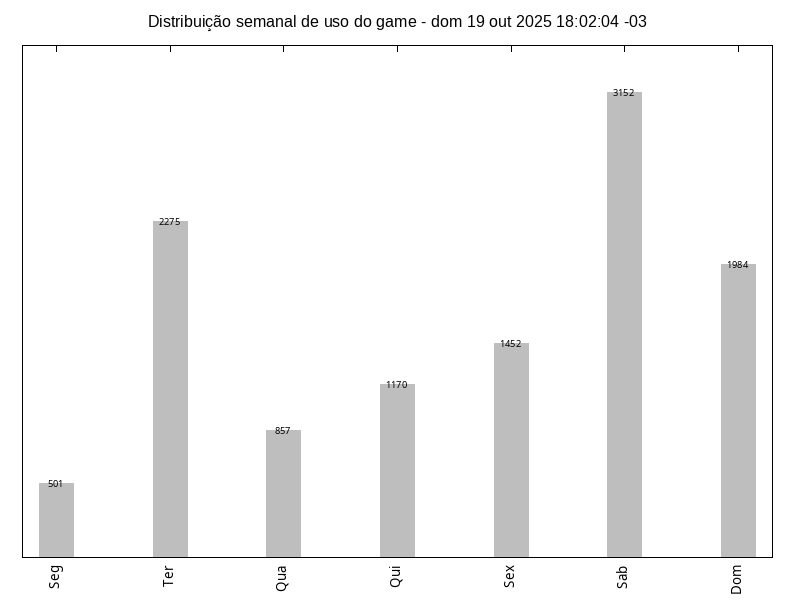 Distribuição semanal de uso do game - dom 19 out 2025 18:02:04 -03
3152
2275
1984
1452
1170
857
501
Seg
Ter
Qua
Qui
Sex
Sab
Dom